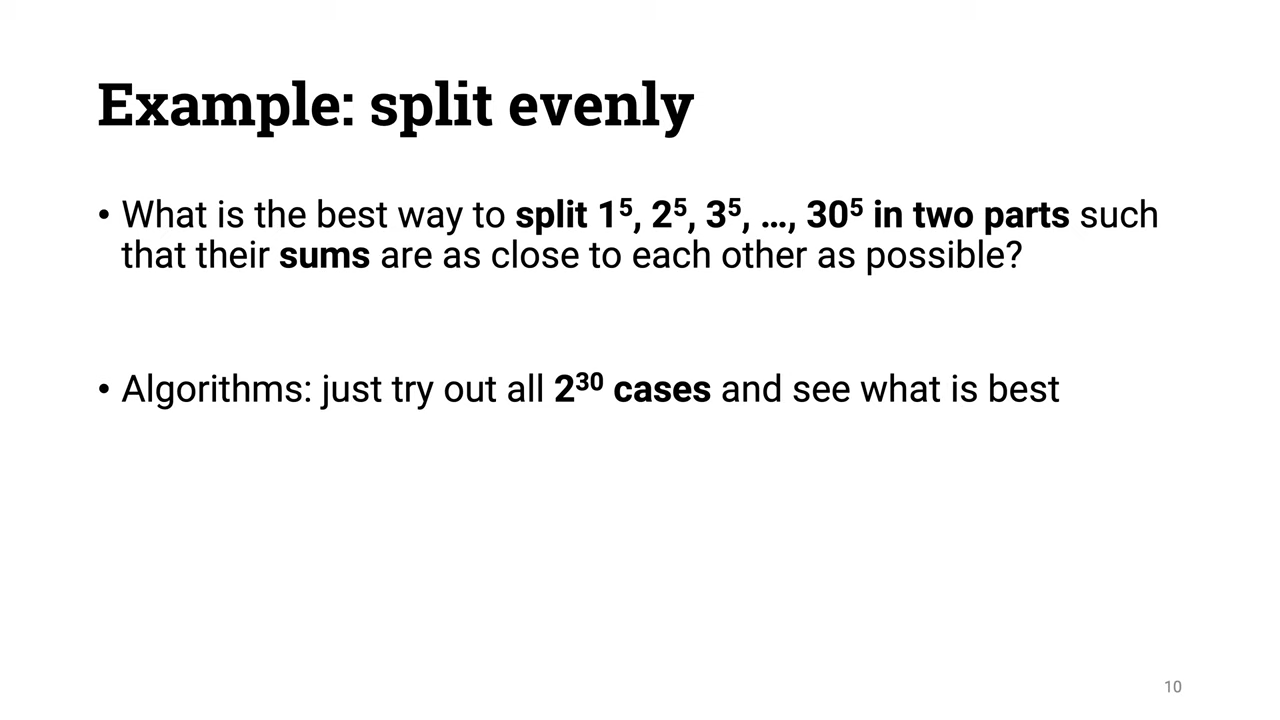 Example: split evenly
• What is the best way to split 1⁵, 2⁵, 3⁵, …, 30⁵ in two parts such
that their sums are as close to each other as possible?
• Algorithms: just try out all 2³⁰ cases and see what is best
10